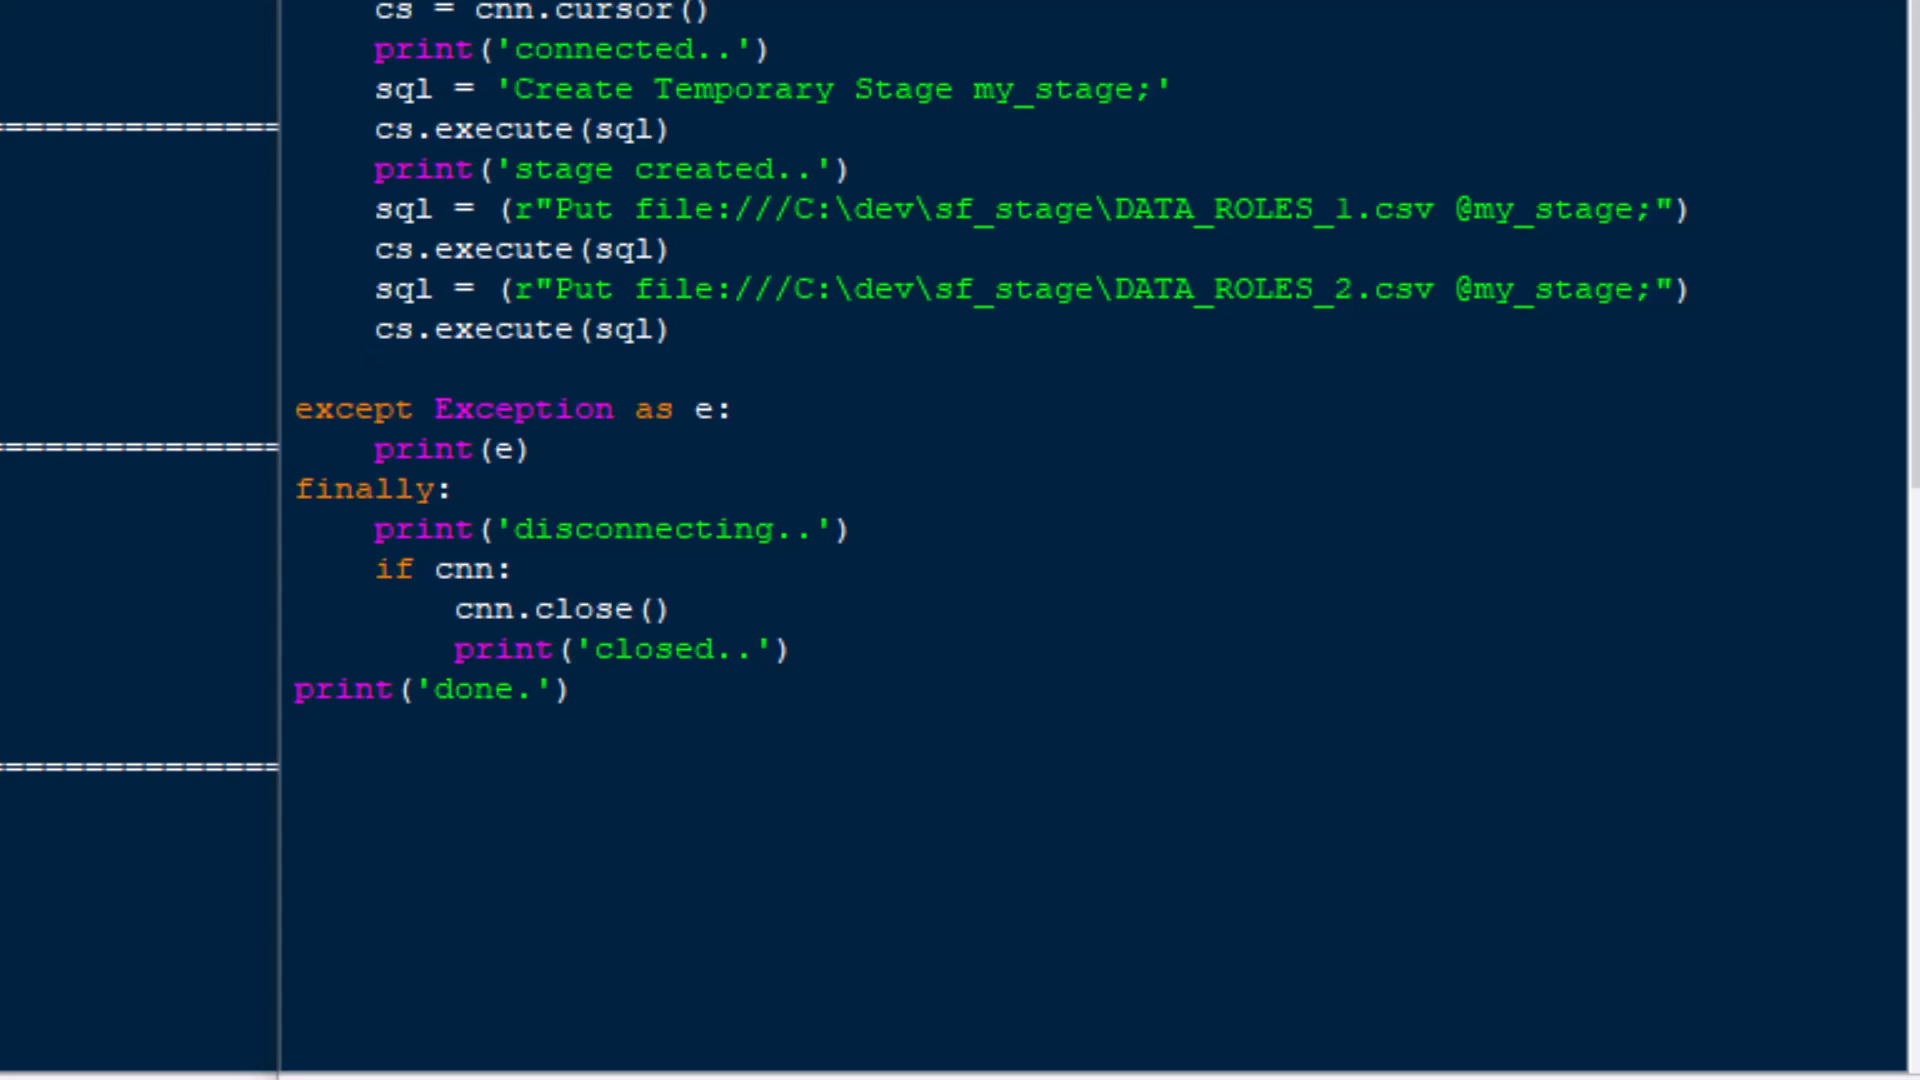 cs = cnn.cursor()
print('connected..')
sql = 'Create Temporary Stage my_stage;'
cs.execute(sql)
print('stage created..')
sql = (r"Put file:///C:\dev\sf_stage\DATA_ROLES_1.csv @my_stage;")
cs.execute(sql)
sql = (r"Put file:///C:\dev\sf_stage\DATA_ROLES_2.csv @my_stage;")
cs.execute(sql)
except Exception as e:
print(e)
finally:
print('disconnecting..')
if cnn:
cnn.close()
print('closed..')
print('done.')